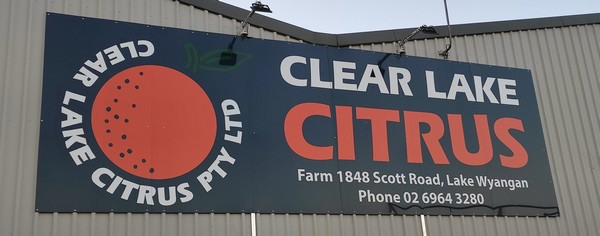 CLEAR LAKE CITRUS PTY LTD
CLEAR LAKE
CITRUS
Farm 1848 Scott Road, Lake Wyangan
Phone 02 6964 3280